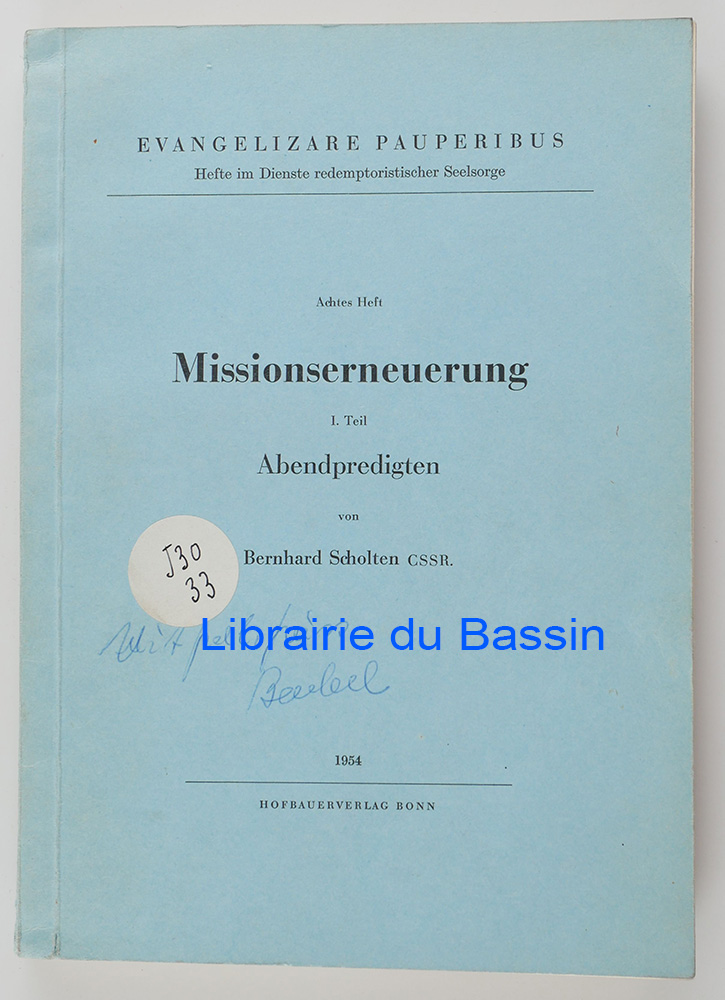 EVANGELIZARE PAUPERIBUS
Hefte im Dienste redemptoristischer Seelsorge
Achtes Heft
Missionserneuerung
I. Teil
Abendpredigten
von
Bernhard Scholten CSSR.
J30
33
Librairie du Bassin
1954
HOFBAUERVERLAG BONN